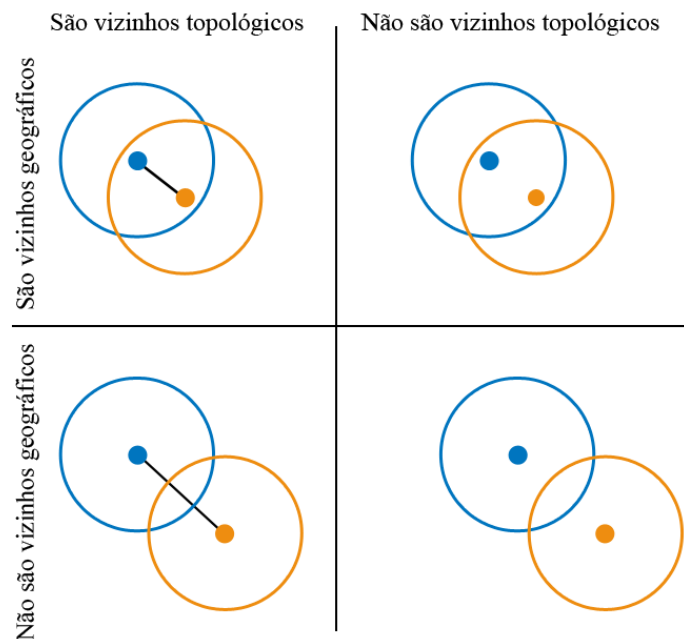 São vizinhos topológicos
Não são vizinhos topológicos
São vizinhos geográficos
Não são vizinhos geográficos